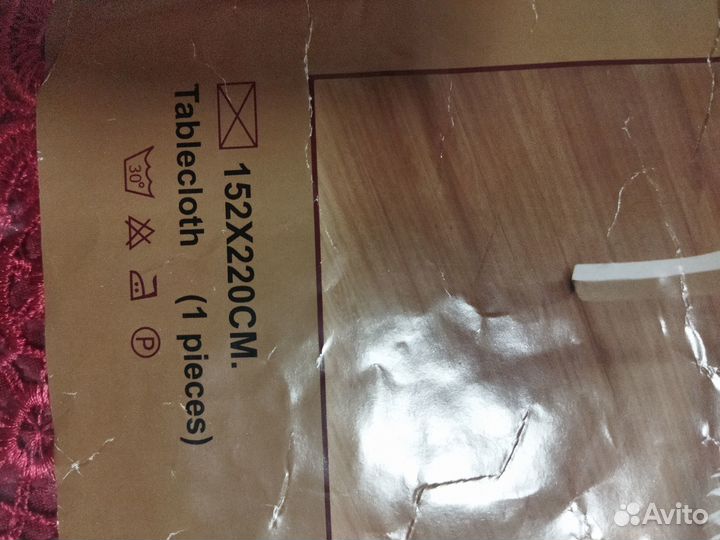 152X220CM.
Tablecloth (1 pieces)
30°
P
Avito